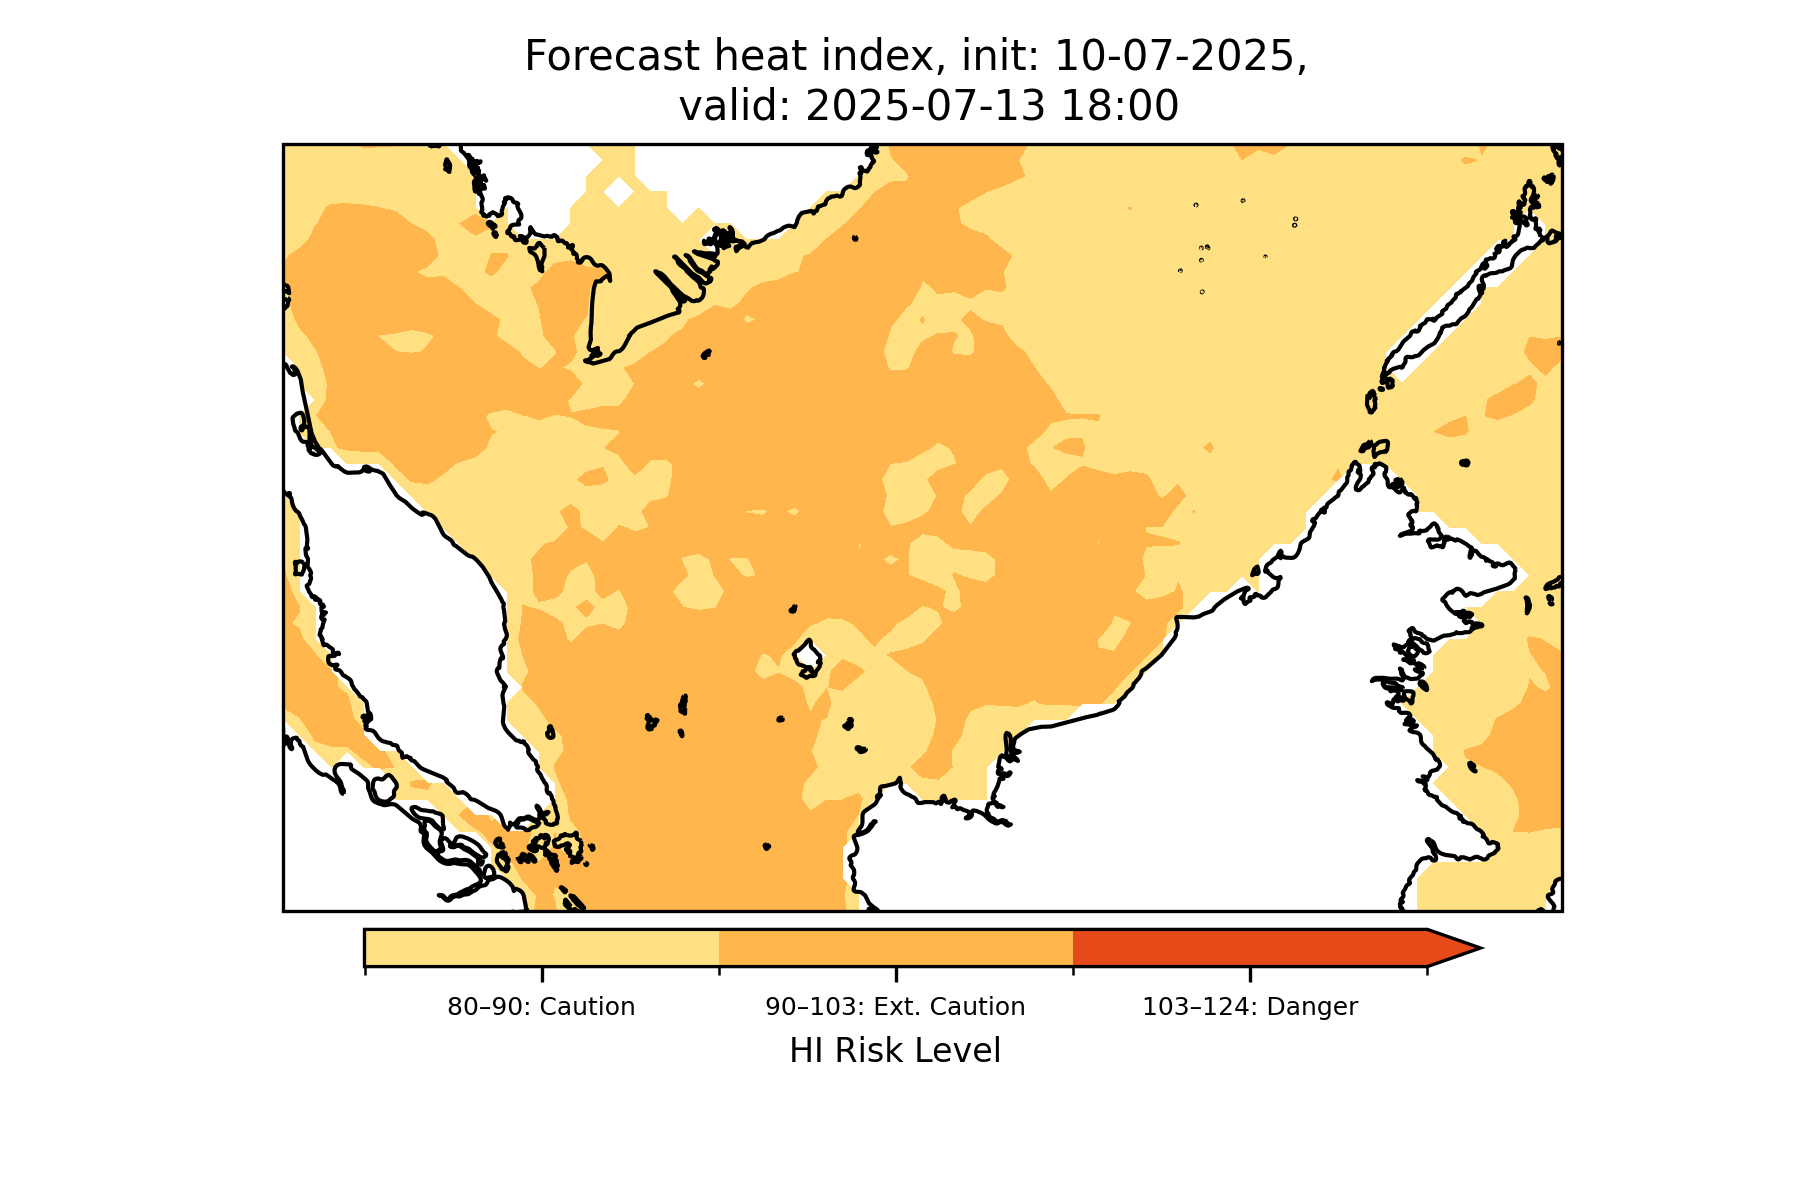 Forecast heat index, init: 10-07-2025,
valid: 2025-07-13 18:00
80–90: Caution
90–103: Ext. Caution
103–124: Danger
HI Risk Level